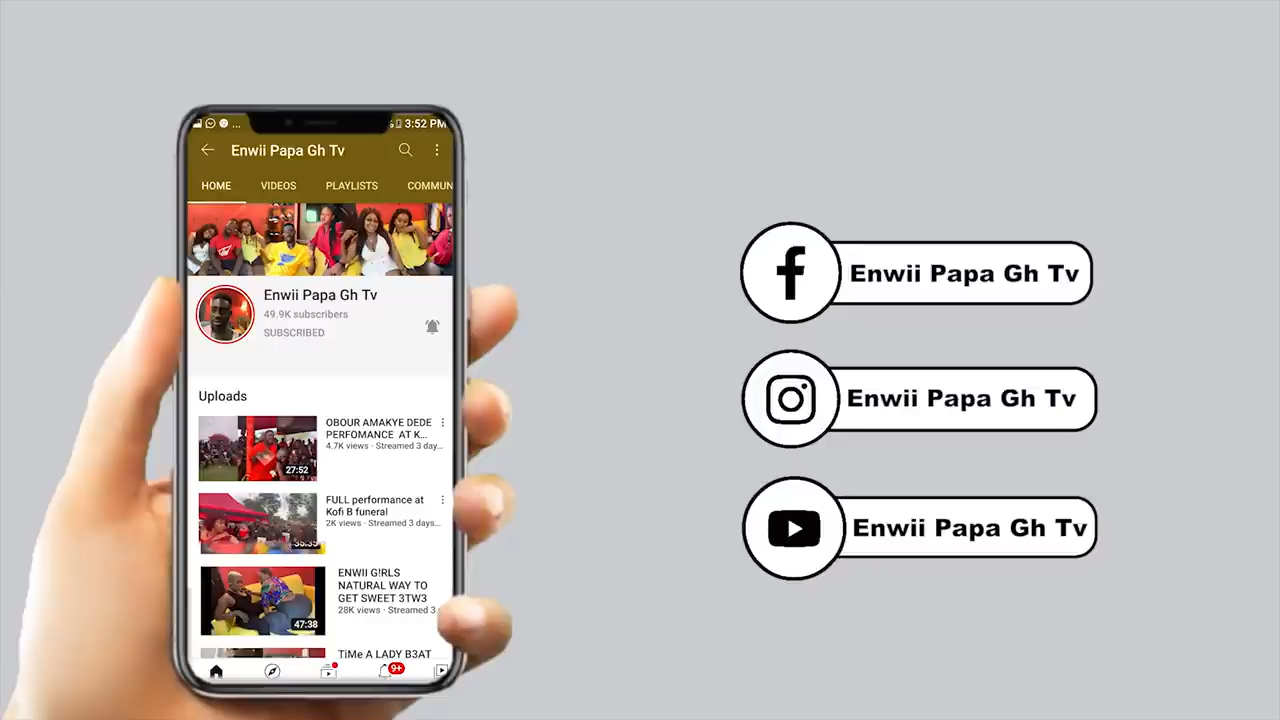 ... 3:52 PM
Enwii Papa Gh Tv
HOME VIDEOS PLAYLISTS COMMUN
Enwii Papa Gh Tv
49.9K subscribers
SUBSCRIBED
Uploads
OBOUR AMAKYE DEDE
PERFOMANCE AT K...
4.7K views · Streamed 3 day...
27:52
FULL performance at
Kofi B funeral!
2K views · Streamed 3 days...
35:35
ENWII G!RLS
NATURAL WAY TO
GET SWEET 3TW3
28K views · Streamed 3
47:38
TiMe A LADY B3AT
9+
Enwii Papa Gh Tv
Enwii Papa Gh Tv
Enwii Papa Gh Tv